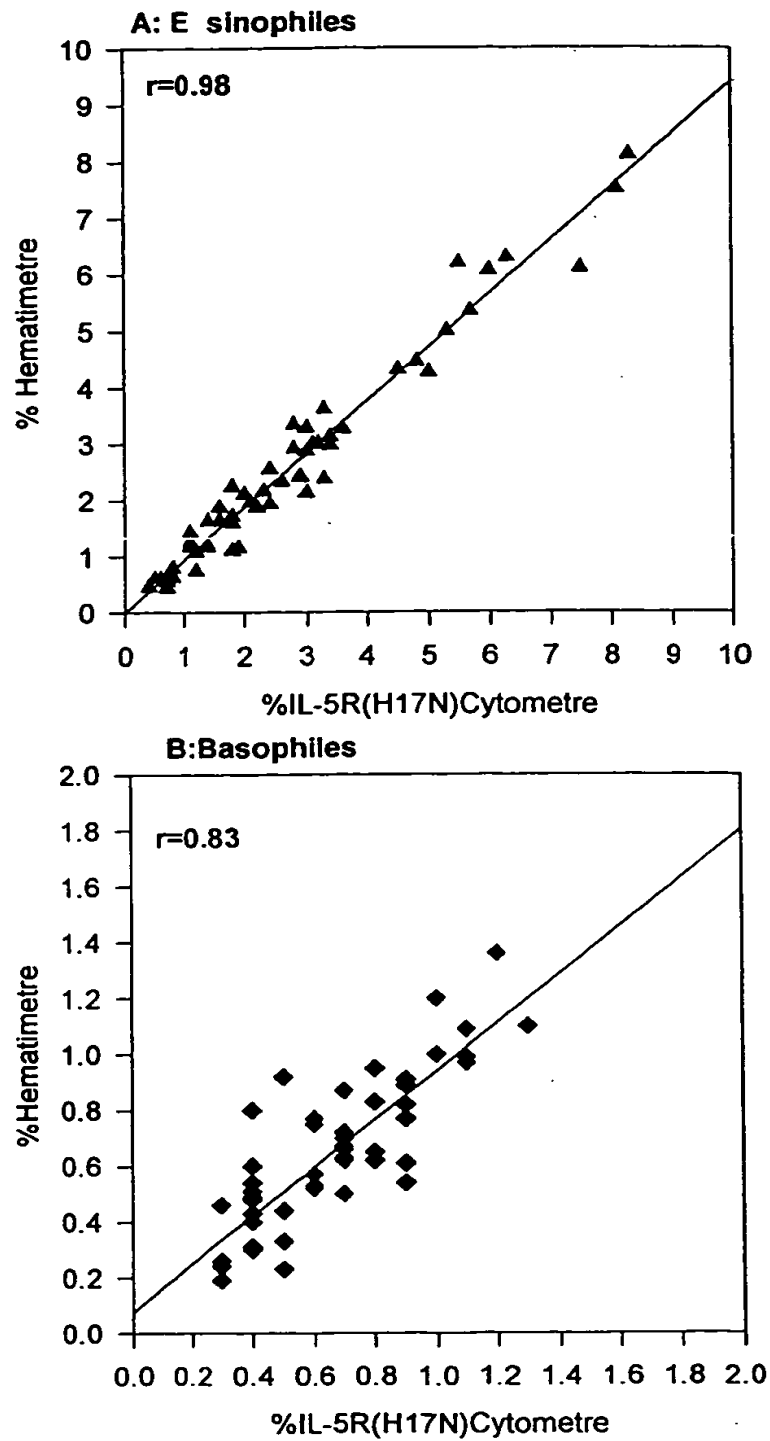 A: E sinophiles
r=0.98
10
9
8
7
6
5
4
3
2
1
0
% Hematimetre
0 1 2 3 4 5 6 7 8 9 10
%IL-5R(H17N)Cytometre
B:Basophiles
r=0.83
2.0
1.8
1.6
1.4
1.2
1.0
0.8
0.6
0.4
0.2
0.0
%Hematimetre
0.0 0.2 0.4 0.6 0.8 1.0 1.2 1.4 1.6 1.8 2.0
%IL-5R(H17N)Cytometre